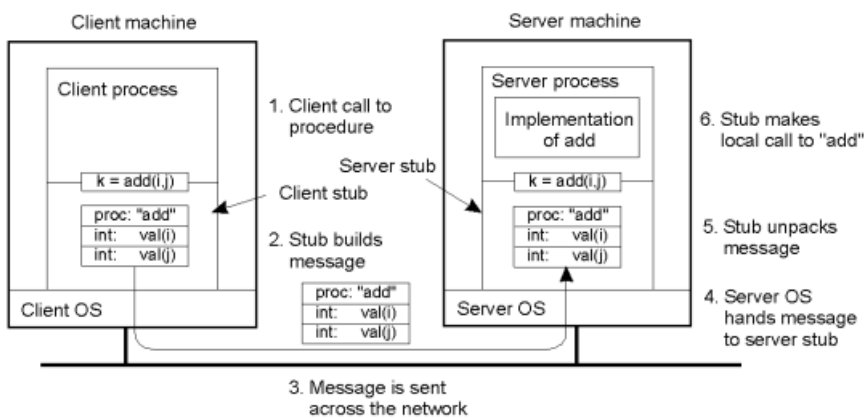 Client machine
Server machine
Client process
1. Client call to
procedure
k = add(i,j)
Client stub
proc: "add"
int: val(i)
int: val(j)
2. Stub builds
message
proc: "add"
int: val(i)
int: val(j)
Client OS
3. Message is sent
across the network
Server process
Implementation
of add
Server stub
k = add(i,j)
proc: "add"
int: val(i)
int: val(j)
Server OS
6. Stub makes
local call to "add"
5. Stub unpacks
message
4. Server OS
hands message
to server stub